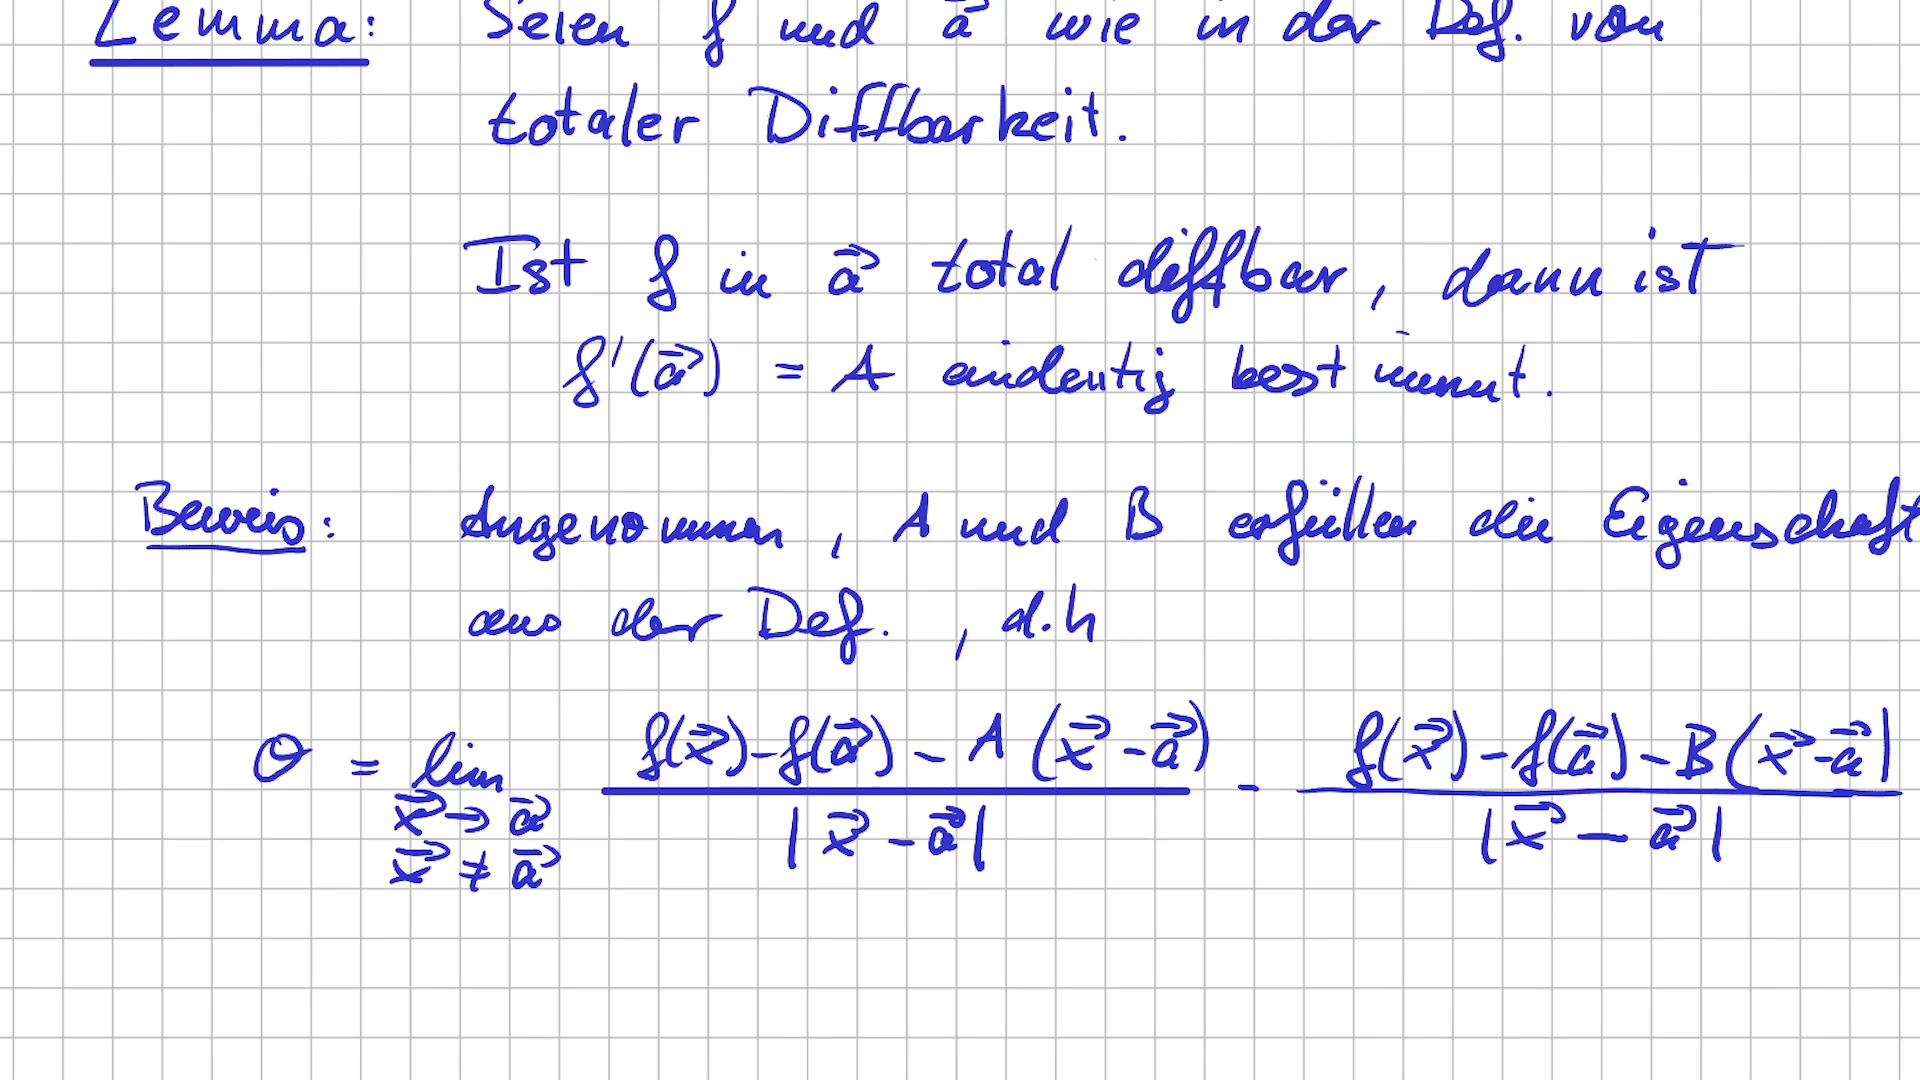 Lemma: Seien f und a⃗ wie in der Def. von
totaler Diffbarkeit.
Ist f in a⃗ total diffbar, dann ist
f'(a⃗) = A eindeutig bestimmt.
Beweis: Angenommen, A und B erfüllen die Eigenschaft
aus der Def., d.h
0 = lim_{x⃗→a⃗, x⃗≠a⃗} (f(x⃗)-f(a⃗)-A(x⃗-a⃗))/|x⃗-a⃗| - (f(x⃗)-f(a⃗)-B(x⃗-a⃗|)/|x⃗-a⃗|